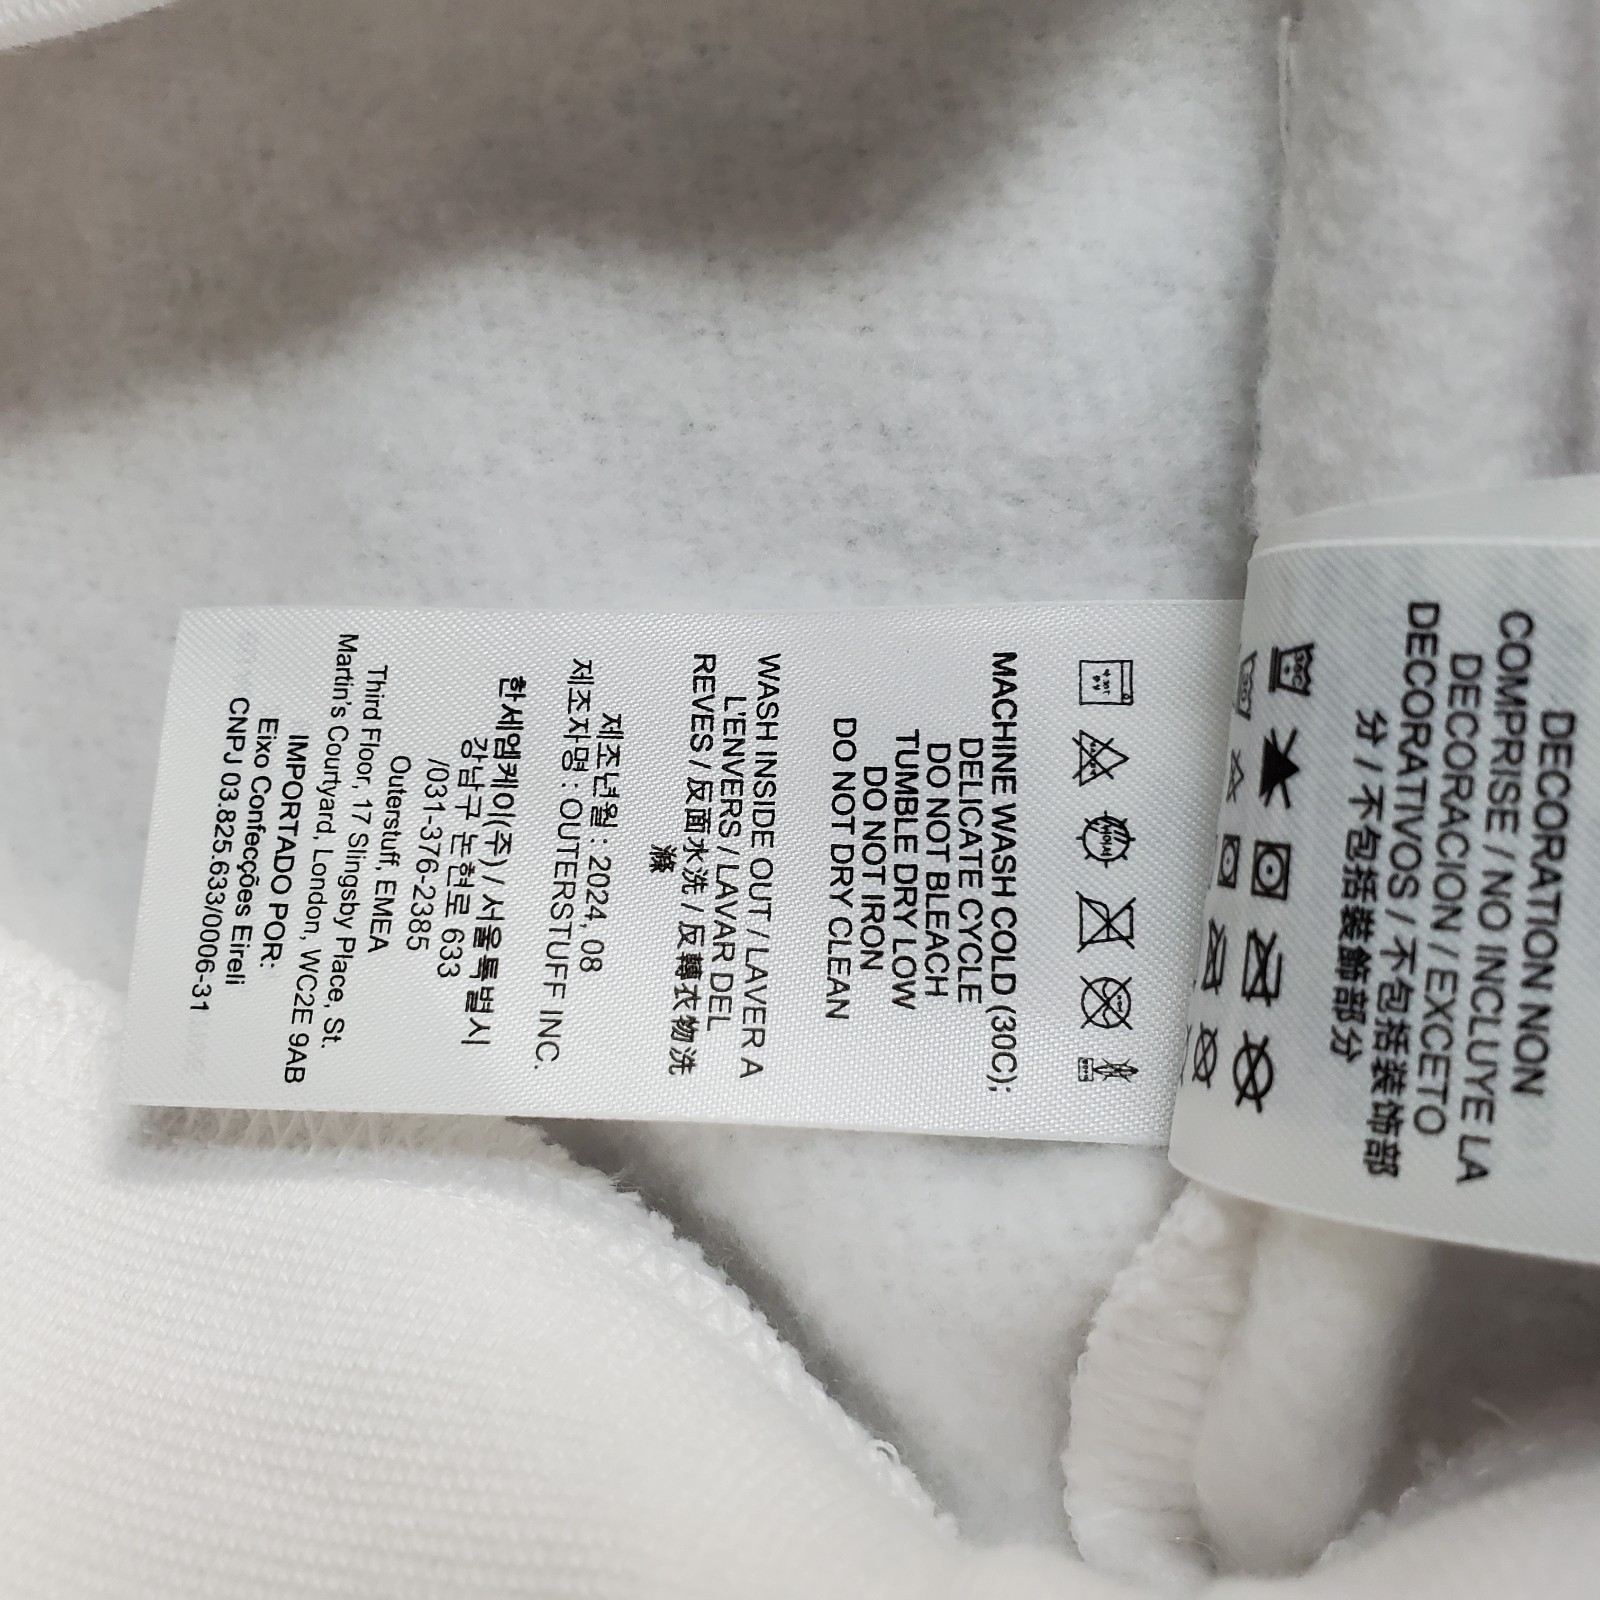 DECORATION NON
COMPRISE / NO INCLUYE LA
DECORACION / EXCETO
DECORATIVOS / 不包括装饰部
分 / 不包括裝飾部分
MACHINE WASH COLD (30C);
DELICATE CYCLE
DO NOT BLEACH
TUMBLE DRY LOW
DO NOT IRON
DO NOT DRY CLEAN
WASH INSIDE OUT / LAVER A
L'ENVERS / LAVAR DEL
REVES / 反面水洗 / 反轉衣物洗
滌
제조년월 : 2024, 08
제조자명 : OUTERSTUFF INC.
한세엠케이(주) / 서울특별시
강남구 논현로 633
/031-376-2385
Outerstuff, EMEA
Third Floor, 17 Slingsby Place, St.
Martin's Courtyard, London, WC2E 9AB
IMPORTADO POR:
Eixo Confecções Eireli
CNPJ 03.825.633/0006-31